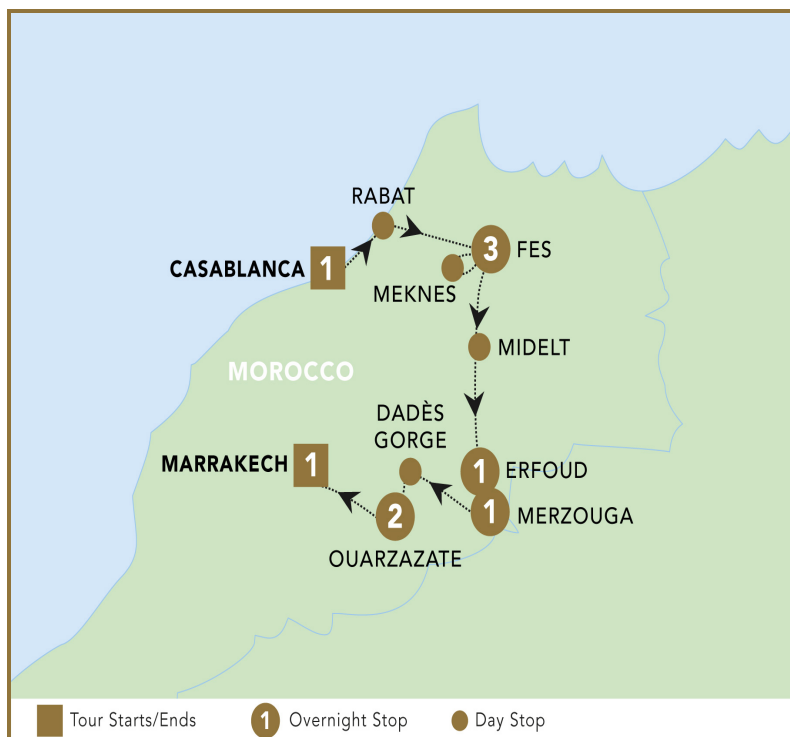 RABAT
3 FES
CASABLANCA 1
MEKNES
MIDELT
MOROCCO
DADÈS
GORGE
MARRAKECH 1
1 ERFOUD
1 MERZOUGA
2
OUARZAZATE
Tour Starts/Ends
1 Overnight Stop
Day Stop